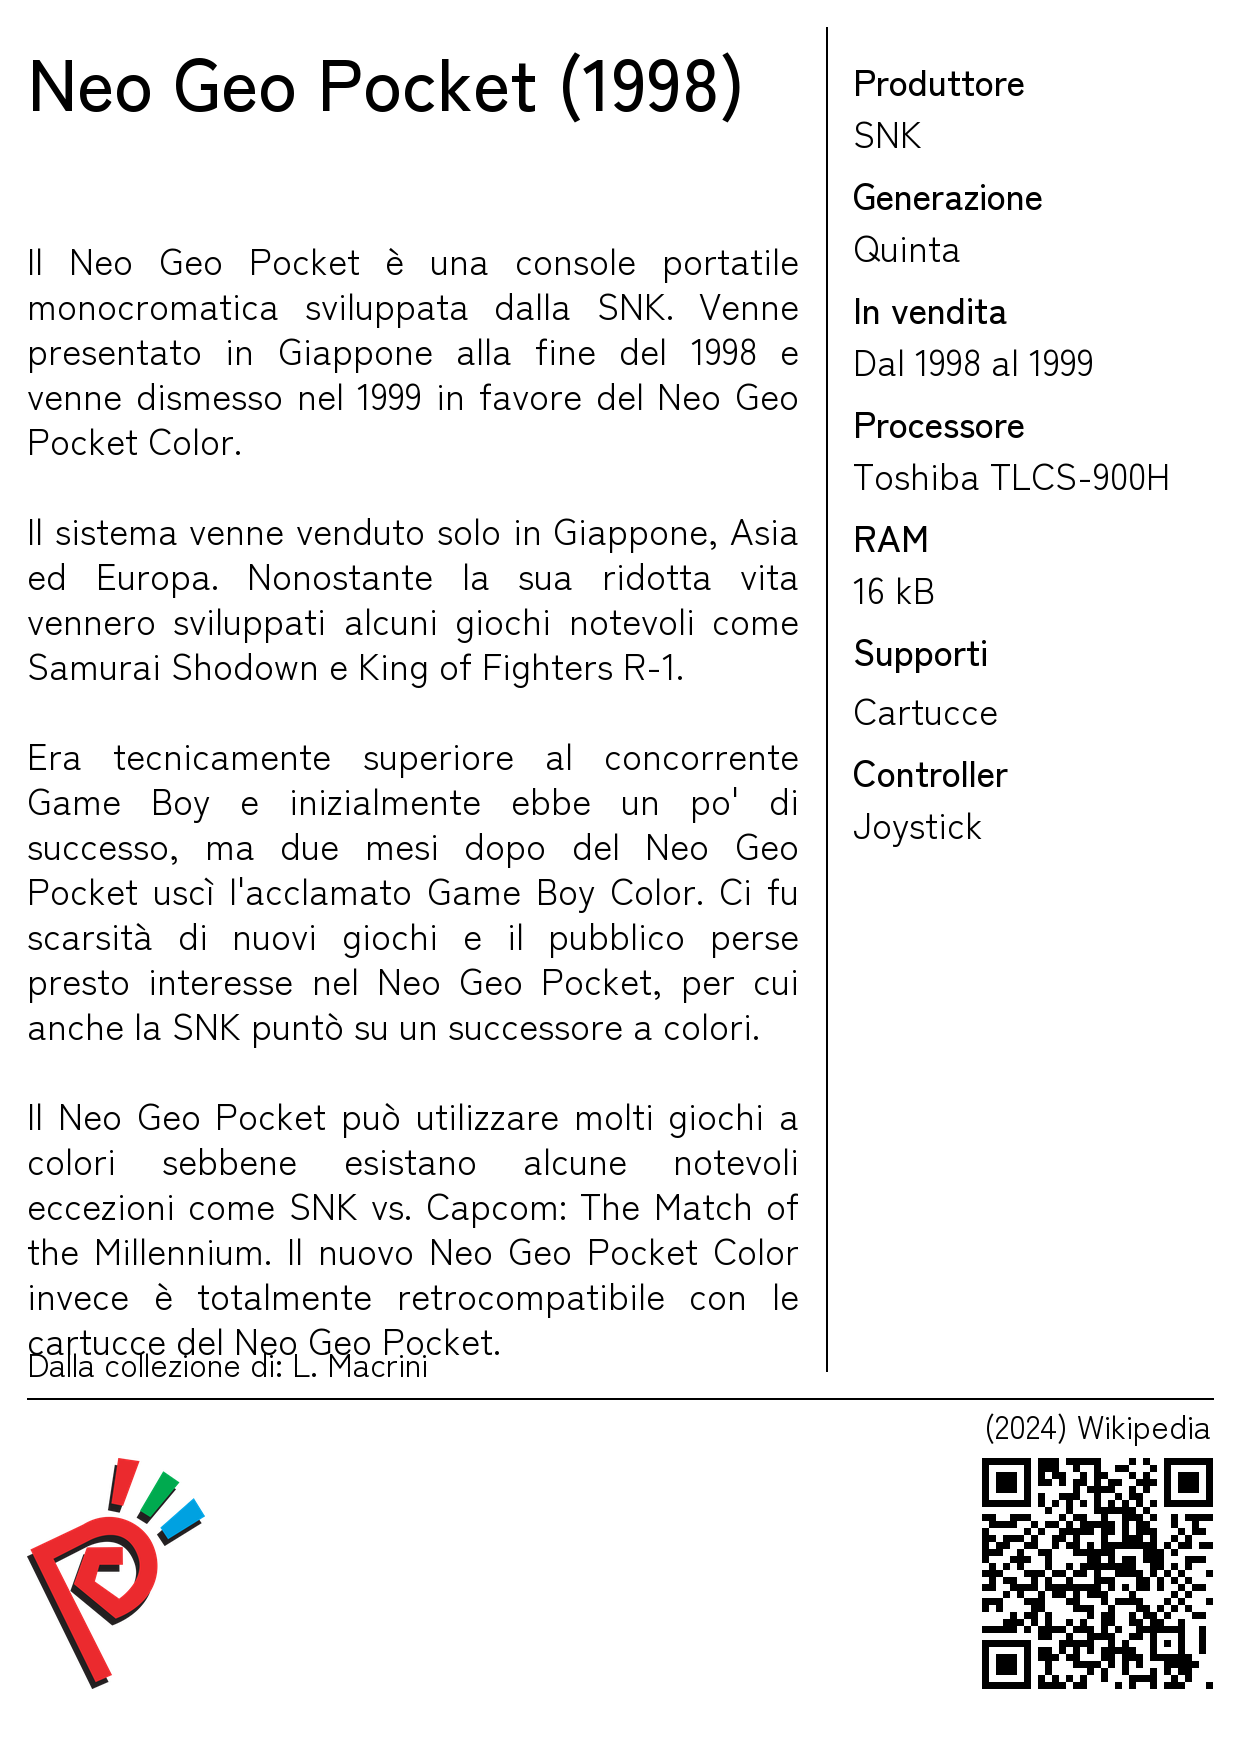 Neo Geo Pocket (1998)
Il Neo Geo Pocket è una console portatile
monocromatica sviluppata dalla SNK. Venne
presentato in Giappone alla fine del 1998 e
venne dismesso nel 1999 in favore del Neo Geo
Pocket Color.
Il sistema venne venduto solo in Giappone, Asia
ed Europa. Nonostante la sua ridotta vita
vennero sviluppati alcuni giochi notevoli come
Samurai Shodown e King of Fighters R-1.
Era tecnicamente superiore al concorrente
Game Boy e inizialmente ebbe un po' di
successo, ma due mesi dopo del Neo Geo
Pocket uscì l'acclamato Game Boy Color. Ci fu
scarsità di nuovi giochi e il pubblico perse
presto interesse nel Neo Geo Pocket, per cui
anche la SNK puntò su un successore a colori.
Il Neo Geo Pocket può utilizzare molti giochi a
colori sebbene esistano alcune notevoli
eccezioni come SNK vs. Capcom: The Match of
the Millennium. Il nuovo Neo Geo Pocket Color
invece è totalmente retrocompatibile con le
cartucce del Neo Geo Pocket.
Dalla collezione di: L. Macrini
Produttore
SNK
Generazione
Quinta
In vendita
Dal 1998 al 1999
Processore
Toshiba TLCS-900H
RAM
16 kB
Supporti
Cartucce
Controller
Joystick
(2024) Wikipedia